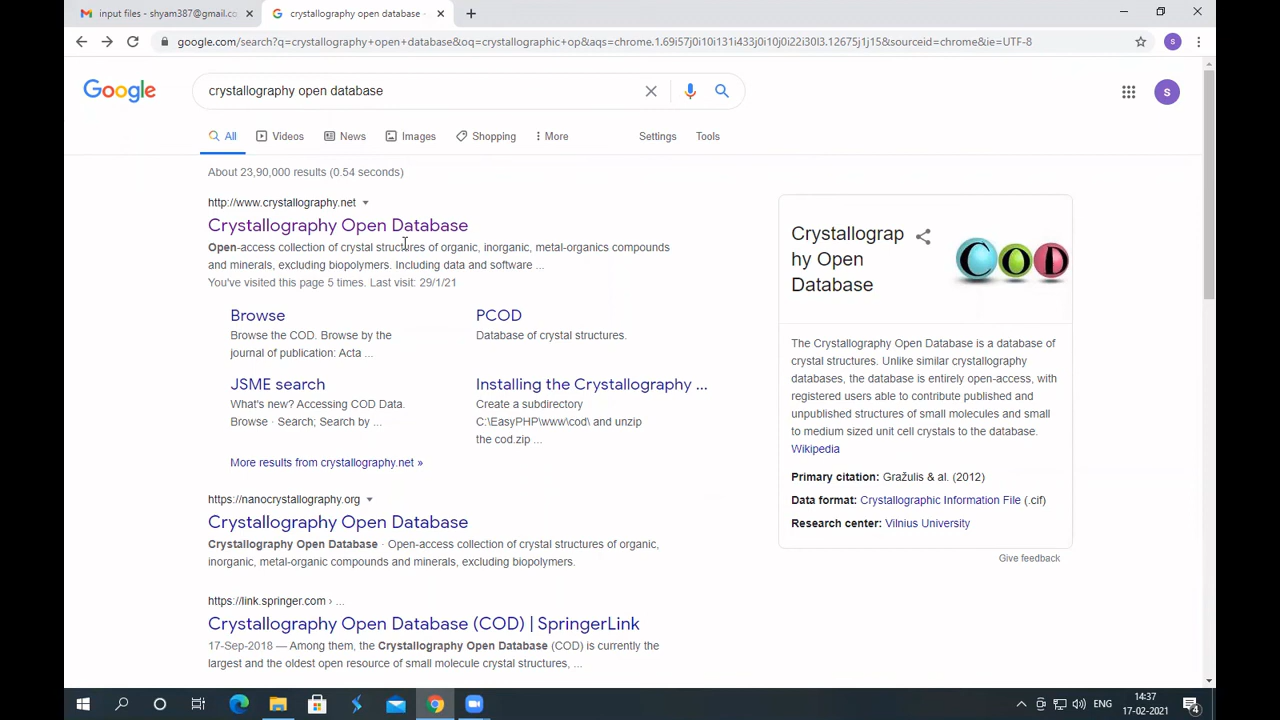 input files - shyam387@gmail.co
crystallography open database -
google.com/search?q=crystallography+open+database&oq=crystallographic+op&aqs=chrome.1.69i57j0i10i131i433j0i10j0i22i30l3.12675j1j15&sourceid=chrome&ie=UTF-8
s
Google
crystallography open database
S
All
Videos
News
Images
Shopping
More
Settings
Tools
About 23,90,000 results (0.54 seconds)
http://www.crystallography.net
Crystallography Open Database
Open-access collection of crystal structures of organic, inorganic, metal-organics compounds
and minerals, excluding biopolymers. Including data and software ...
You've visited this page 5 times. Last visit: 29/1/21
Browse
Browse the COD. Browse by the
journal of publication: Acta ...
PCOD
Database of crystal structures.
JSME search
What's new? Accessing COD Data.
Browse · Search; Search by ...
Installing the Crystallography ...
Create a subdirectory
C:\EasyPHP\www\cod\ and unzip
the cod.zip ...
More results from crystallography.net »
https://nanocrystallography.org
Crystallography Open Database
Crystallography Open Database · Open-access collection of crystal structures of organic,
inorganic, metal-organic compounds and minerals, excluding biopolymers.
https://link.springer.com › ...
Crystallography Open Database (COD) | SpringerLink
17-Sep-2018 — Among them, the Crystallography Open Database (COD) is currently the
largest and the oldest open resource of small molecule crystal structures, ...
Crystallograp
hy Open
Database
COD
The Crystallography Open Database is a database of
crystal structures. Unlike similar crystallography
databases, the database is entirely open-access, with
registered users able to contribute published and
unpublished structures of small molecules and small
to medium sized unit cell crystals to the database.
Wikipedia
Primary citation: Gražulis & al. (2012)
Data format: Crystallographic Information File (.cif)
Research center: Vilnius University
Give feedback
ENG
14:37
17-02-2021
4